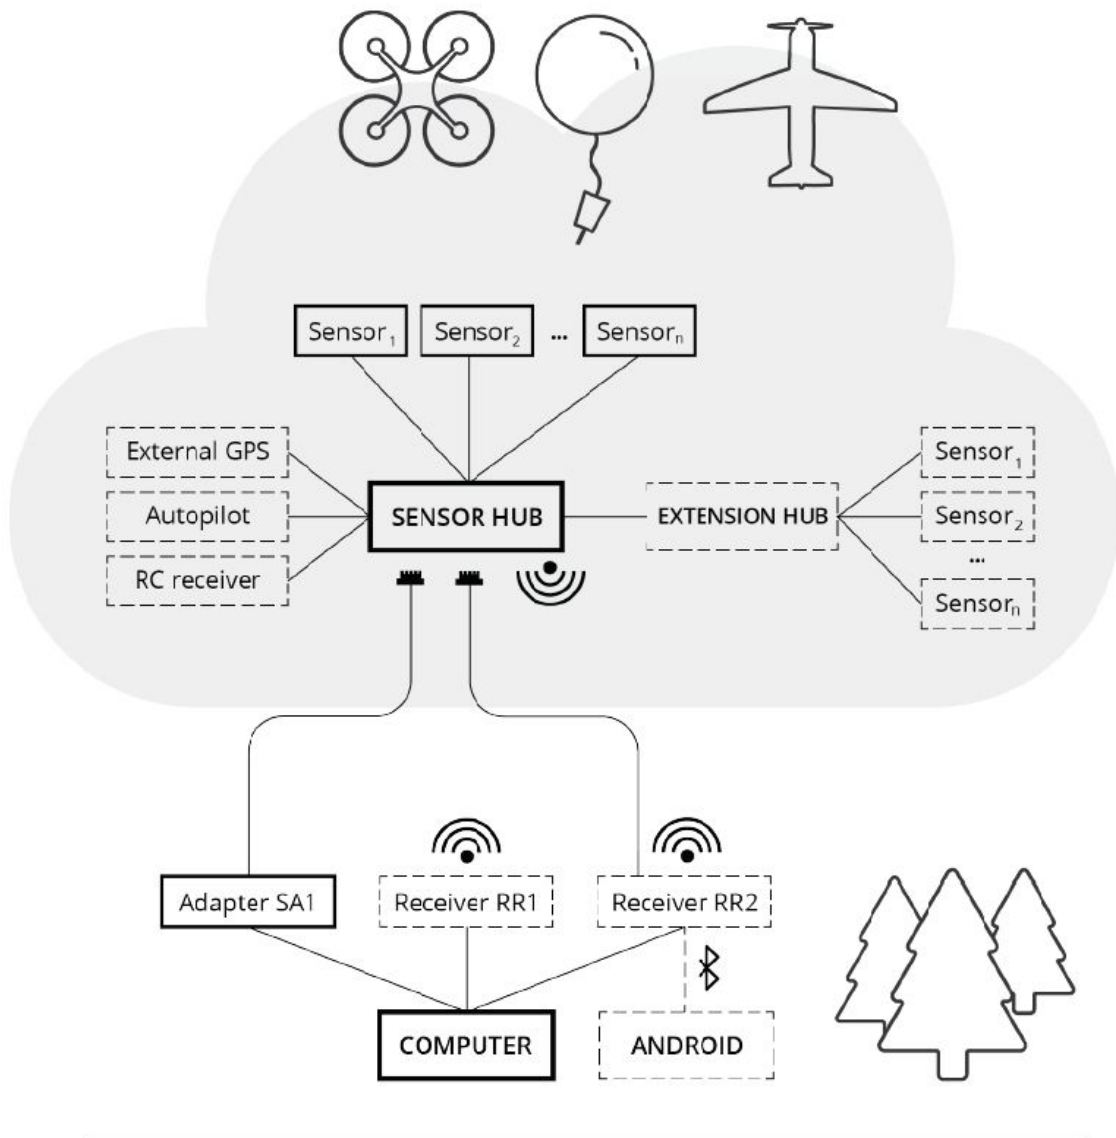 Sensor₁ Sensor₂ ... Sensorₙ
External GPS
Sensor₁
Autopilot
SENSOR HUB
EXTENSION HUB
Sensor₂
...
RC receiver
Sensorₙ
Adapter SA1
Receiver RR1
Receiver RR2
COMPUTER
ANDROID